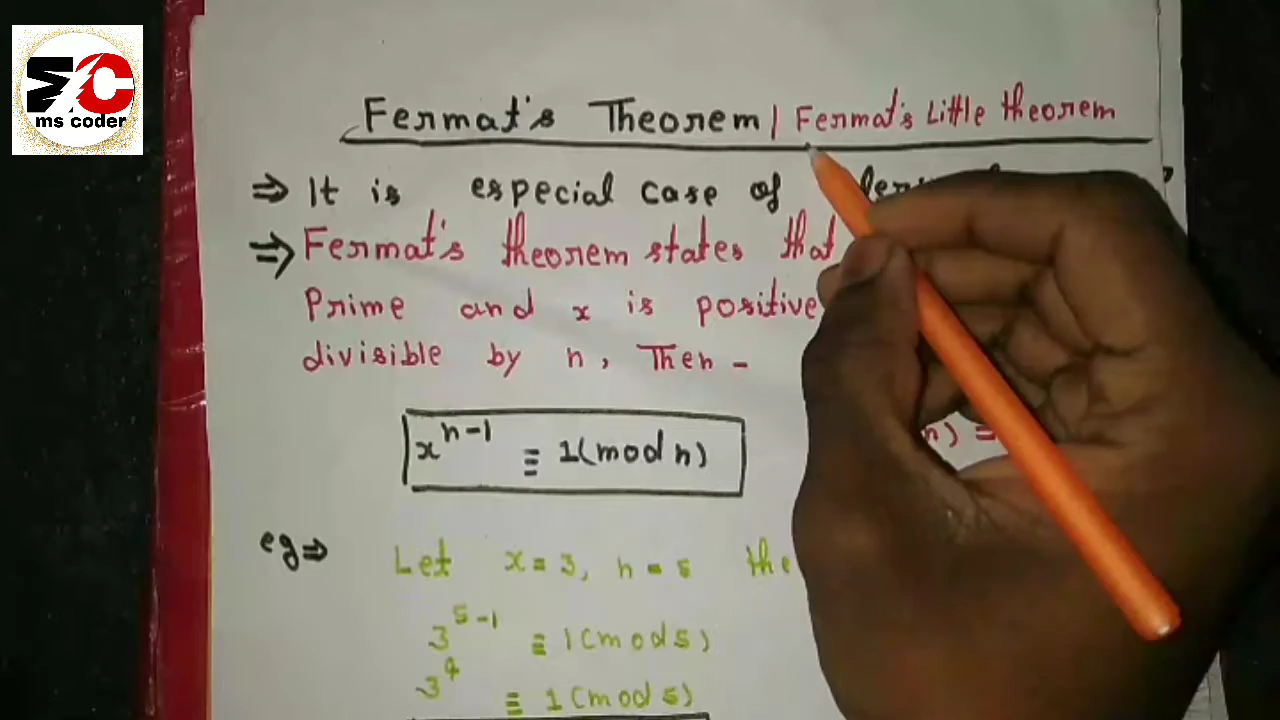 ms coder
Fermat's Theorem | Fermat's Little theorem
⇒ It is especial case of
⇒ Fermat's theorem states that
Prime and x is positive
divisible by n, Then -
x^n-1 ≡ 1(mod n)
n) =
eg⇒ Let x = 3, n = 5 the
3^5-1 ≡ 1(mod 5)
3^4 ≡ 1(mod 5)